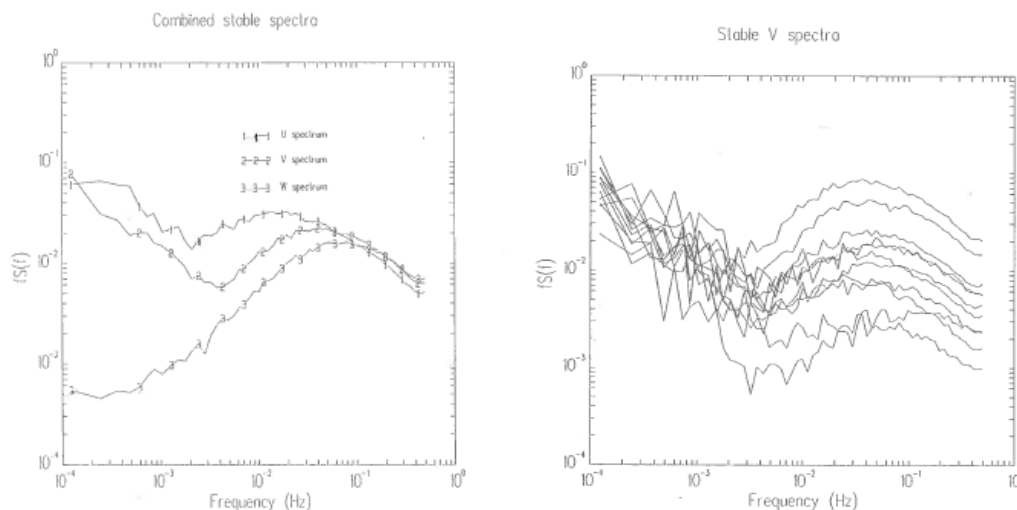 Combined stable spectra
10⁰
10⁻¹
10⁻²
10⁻³
10⁻⁴
fS(f)
1-1-1 U spectrum
2-2-2 V spectrum
3-3-3 W spectrum
10⁻⁴ 10⁻³ 10⁻² 10⁻¹ 10⁰
Frequency (Hz)
Stable V spectra
10⁰
10⁻¹
10⁻²
10⁻³
10⁻⁴
fS(f)
10⁻⁴ 10⁻³ 10⁻² 10⁻¹
Frequency (Hz)